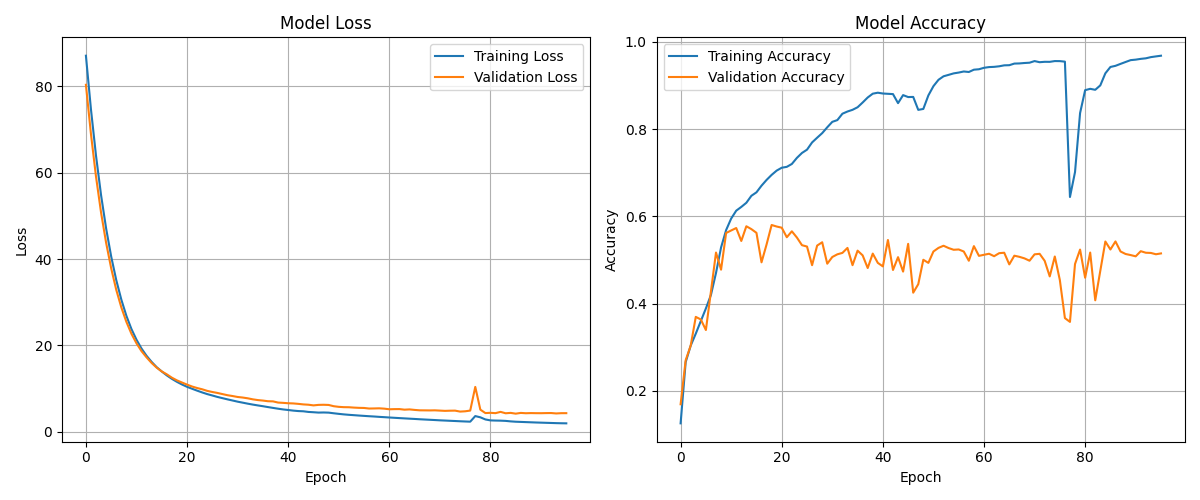 Model Loss
Training Loss
Validation Loss
Loss
80
60
40
20
0
0 20 40 60 80
Epoch
Model Accuracy
Training Accuracy
Validation Accuracy
Accuracy
1.0
0.8
0.6
0.4
0.2
0 20 40 60 80
Epoch